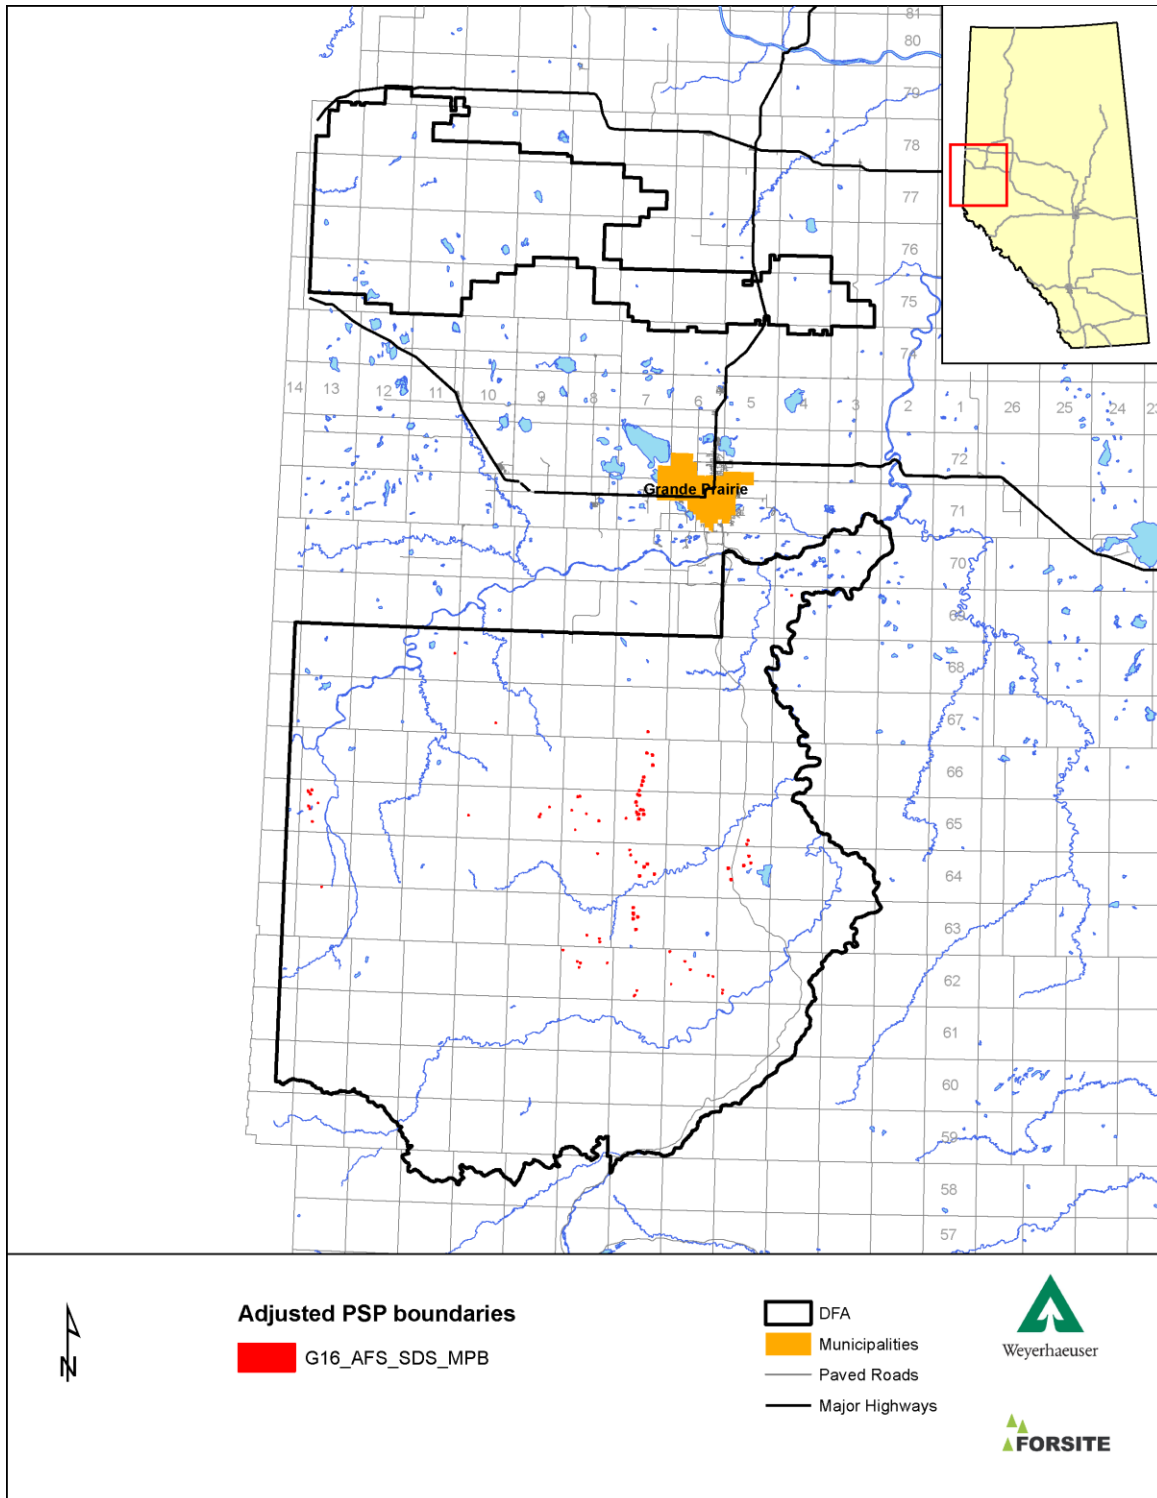 81
80
79
78
77
76
75
74
14 13 12 11 10 9 8 7 6 5 4 3 2 1 26 25 24 23
72
Grande Prairie
71
70
69
68
67
66
65
64
63
62
61
60
59
58
57
N
Adjusted PSP boundaries
G16_AFS_SDS_MPB
DFA
Municipalities
Paved Roads
Major Highways
Weyerhaeuser
FORSITE